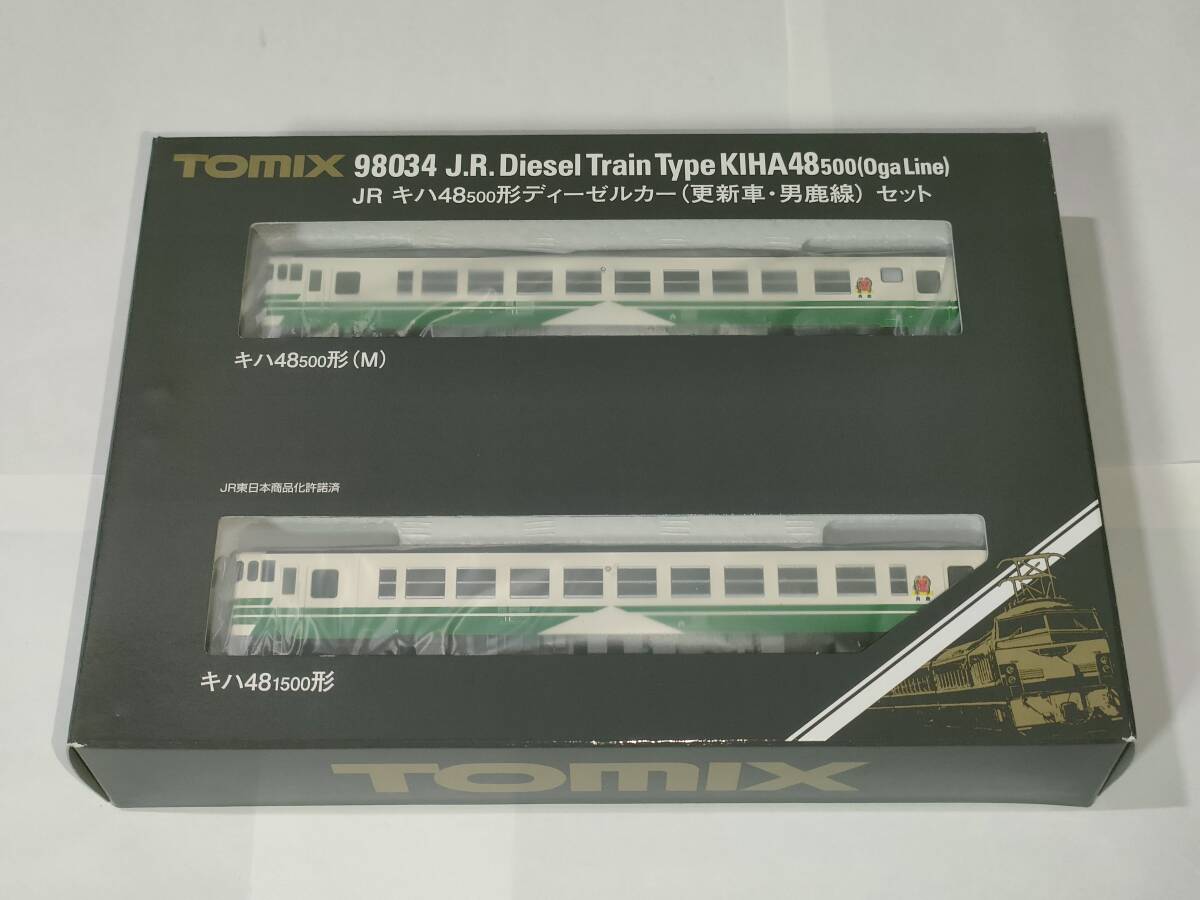 TOMIX 98034 J.R. Diesel Train Type KIHA48500(Oga Line)
JR キハ48500形ディーゼルカー(更新車・男鹿線) セット
キハ48500形(M)
JR東日本商品化許諾済
キハ481500形
TOMIX